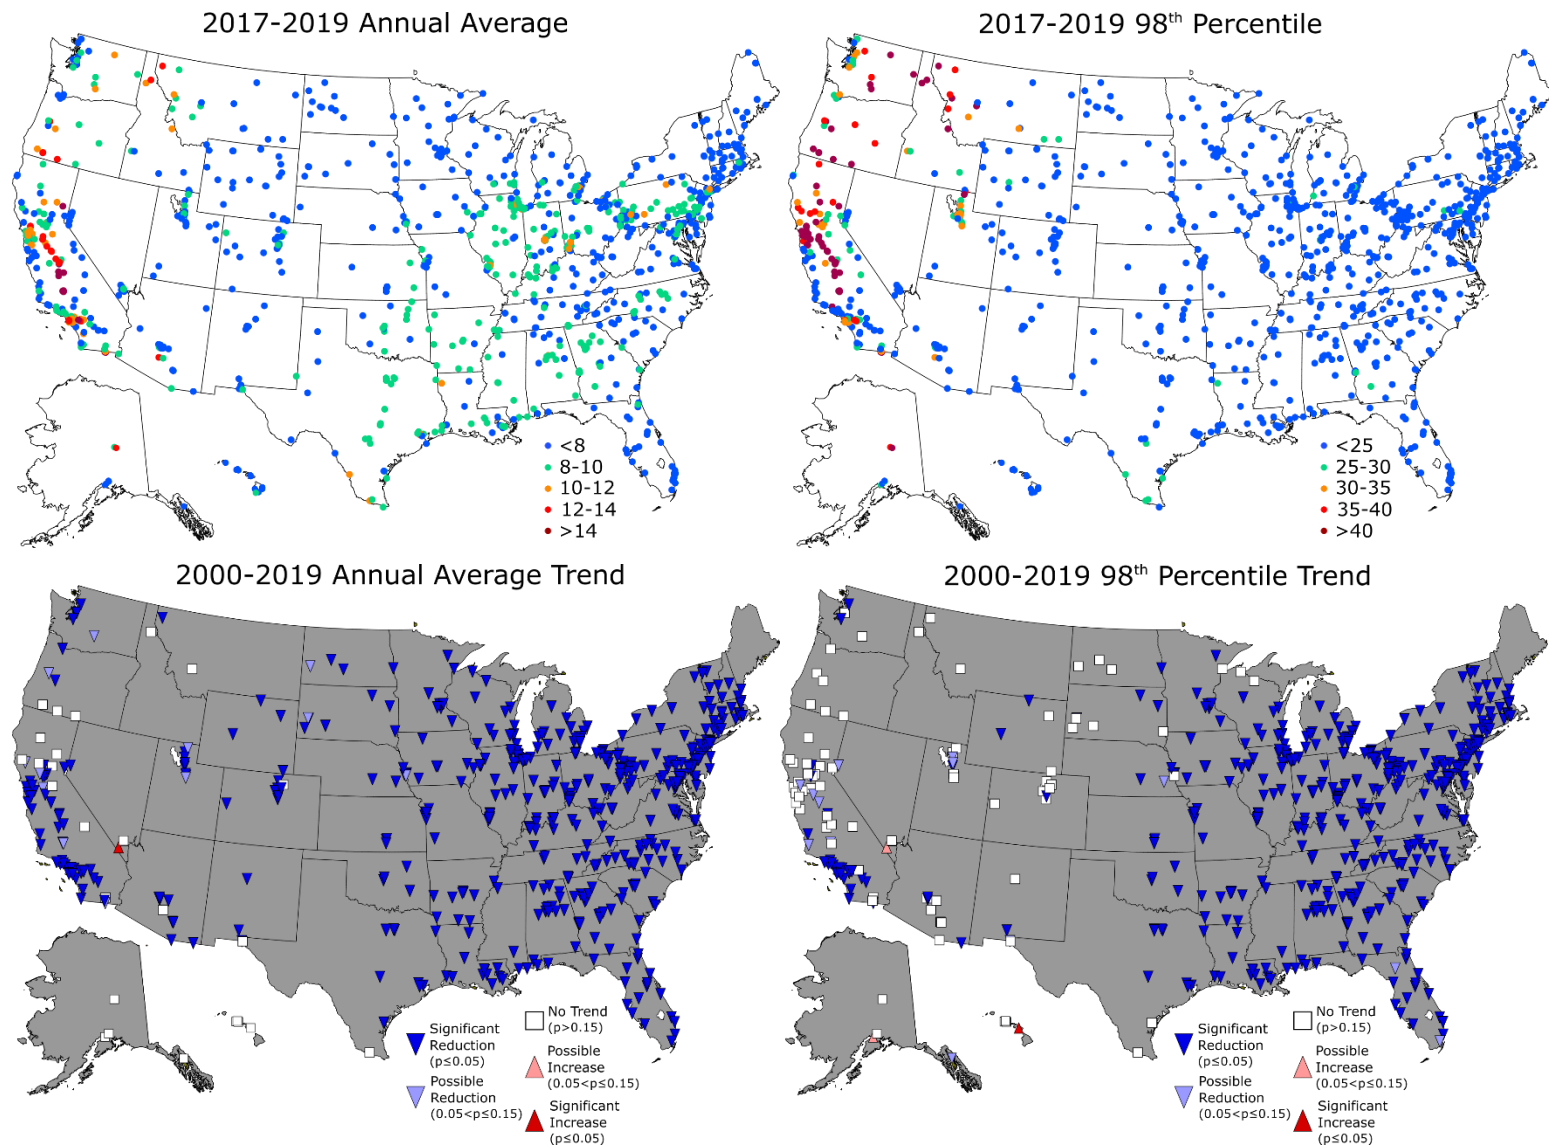 2017-2019 Annual Average
2017-2019 98th Percentile
<8
8-10
10-12
12-14
>14
<25
25-30
30-35
35-40
>40
2000-2019 Annual Average Trend
2000-2019 98th Percentile Trend
Significant
Reduction
(p≤0.05)
Possible
Reduction
(0.05<p≤0.15)
No Trend
(p>0.15)
Possible
Increase
(0.05<p≤0.15)
Significant
Increase
(p≤0.05)
Significant
Reduction
(p≤0.05)
Possible
Reduction
(0.05<p≤0.15)
No Trend
(p>0.15)
Possible
Increase
(0.05<p≤0.15)
Significant
Increase
(p≤0.05)